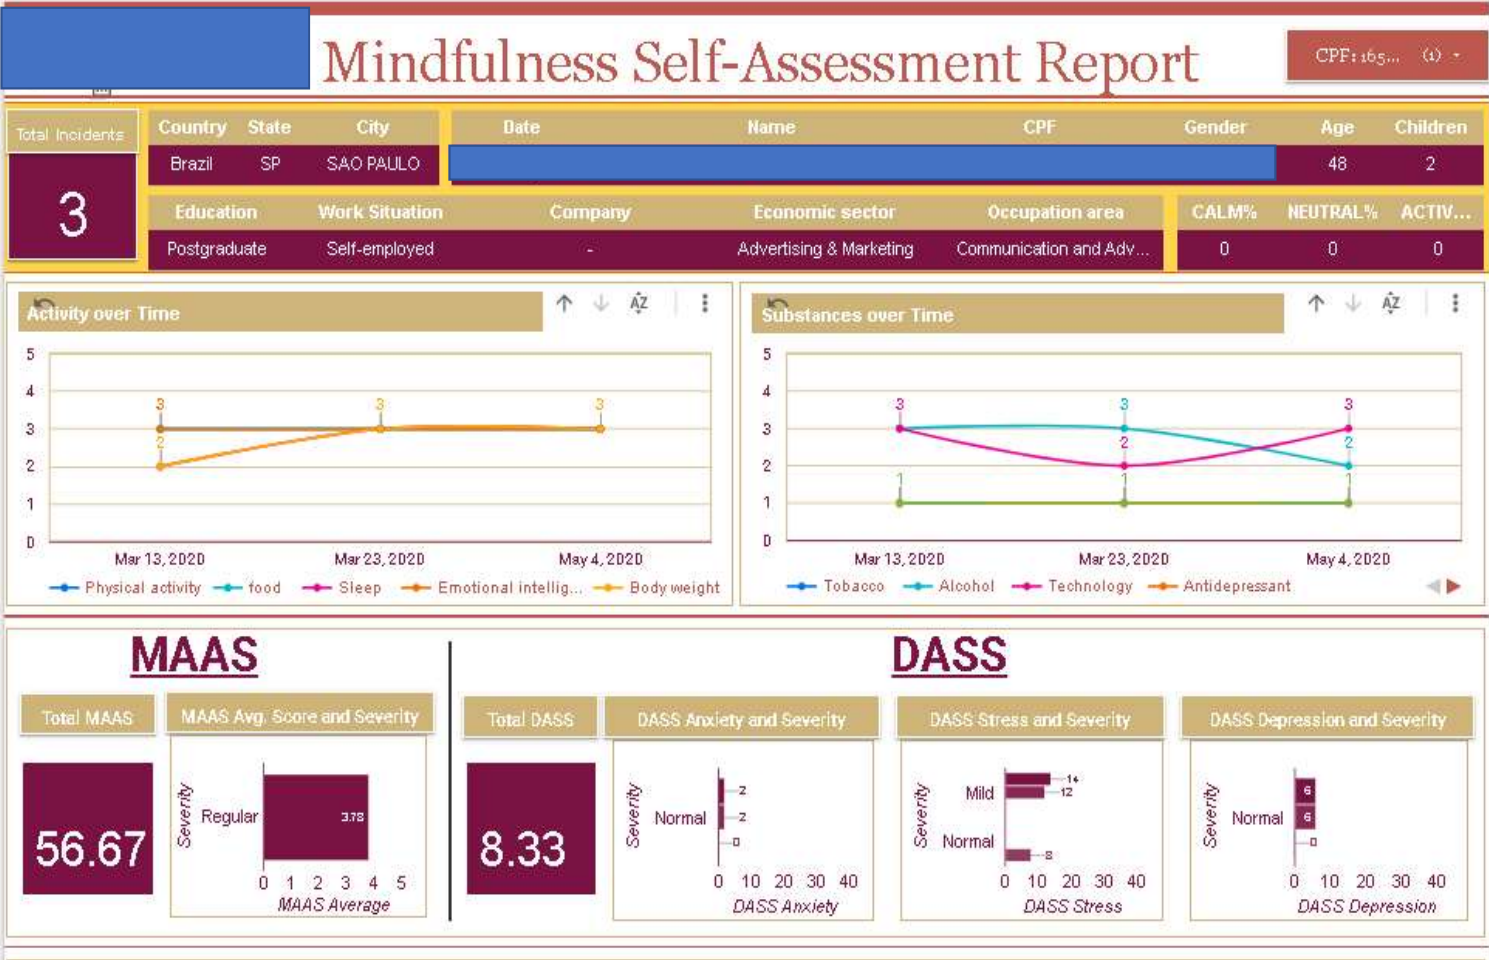 Mindfulness Self-Assessment Report
CPF: 165... (1)
Total Incidents
3
Country State City Date Name CPF Gender Age Children
Brazil SP SAO PAULO 48 2
Education Work Situation Company Economic sector Occupation area CALM% NEUTRAL% ACTIV...
Postgraduate Self-employed - Advertising & Marketing Communication and Adv... 0 0 0
Activity over Time
AZ
5
4
3
2
1
0
3
2
3
3
Mar 13, 2020 Mar 23, 2020 May 4, 2020
Physical activity food Sleep Emotional intellig... Body weight
Substances over Time
AZ
5
4
3
2
1
0
3 3 3
2 2
1 1 1
Mar 13, 2020 Mar 23, 2020 May 4, 2020
Tobacco Alcohol Technology Antidepressant
MAAS
Total MAAS
56.67
MAAS Avg. Score and Severity
Severity
Regular
3.78
0 1 2 3 4 5
MAAS Average
DASS
Total DASS
8.33
DASS Anxiety and Severity
Severity
Normal
2
2
0
0 10 20 30 40
DASS Anxiety
DASS Stress and Severity
Severity
Mild
14
12
Normal
8
0 10 20 30 40
DASS Stress
DASS Depression and Severity
Severity
Normal
6
6
0
0 10 20 30 40
DASS Depression